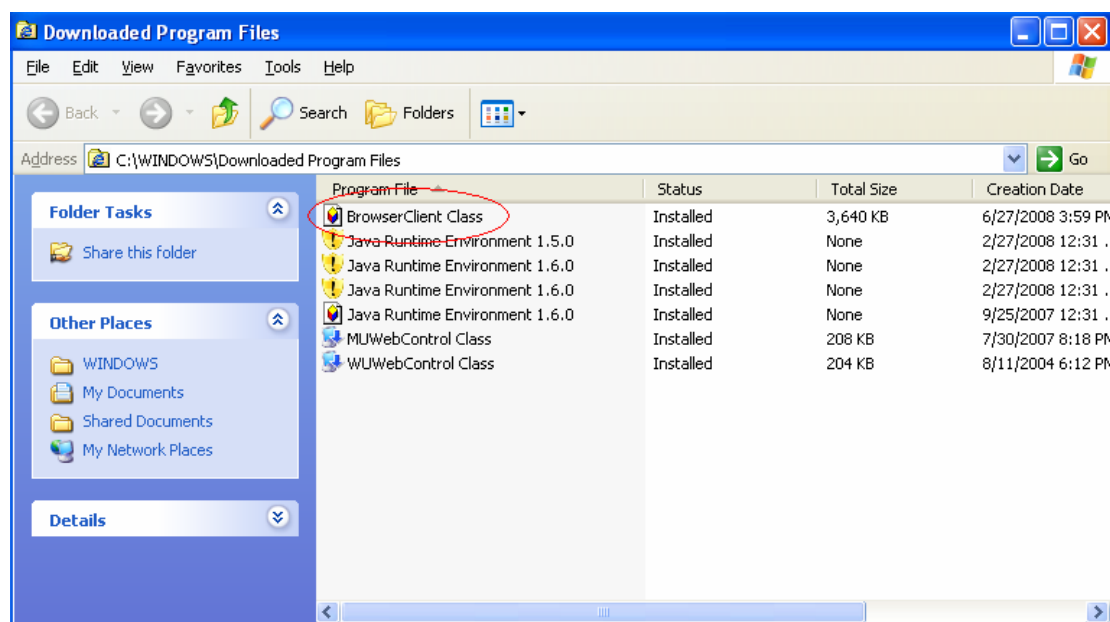 Downloaded Program Files
File Edit View Favorites Tools Help
Back Search Folders
Address C:\WINDOWS\Downloaded Program Files Go
Folder Tasks
Share this folder
Other Places
WINDOWS
My Documents
Shared Documents
My Network Places
Details
Program File Status Total Size Creation Date
BrowserClient Class Installed 3,640 KB 6/27/2008 3:59 PM
Java Runtime Environment 1.5.0 Installed None 2/27/2008 12:31 .
Java Runtime Environment 1.6.0 Installed None 2/27/2008 12:31 .
Java Runtime Environment 1.6.0 Installed None 2/27/2008 12:31 .
Java Runtime Environment 1.6.0 Installed None 9/25/2007 12:31 .
MUWebControl Class Installed 208 KB 7/30/2007 8:18 PM
WUWebControl Class Installed 204 KB 8/11/2004 6:12 PM